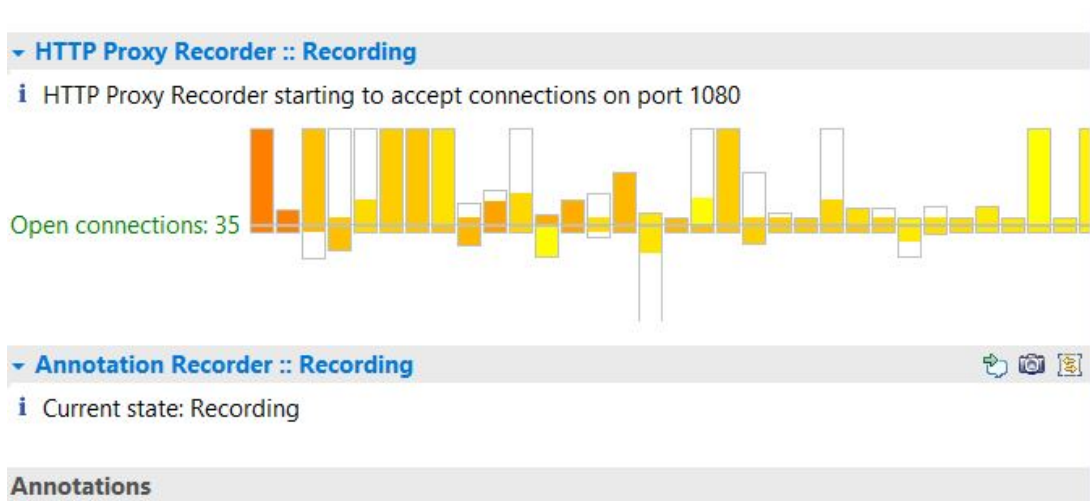 HTTP Proxy Recorder :: Recording
i HTTP Proxy Recorder starting to accept connections on port 1080
Open connections: 35
Annotation Recorder :: Recording
i Current state: Recording
Annotations